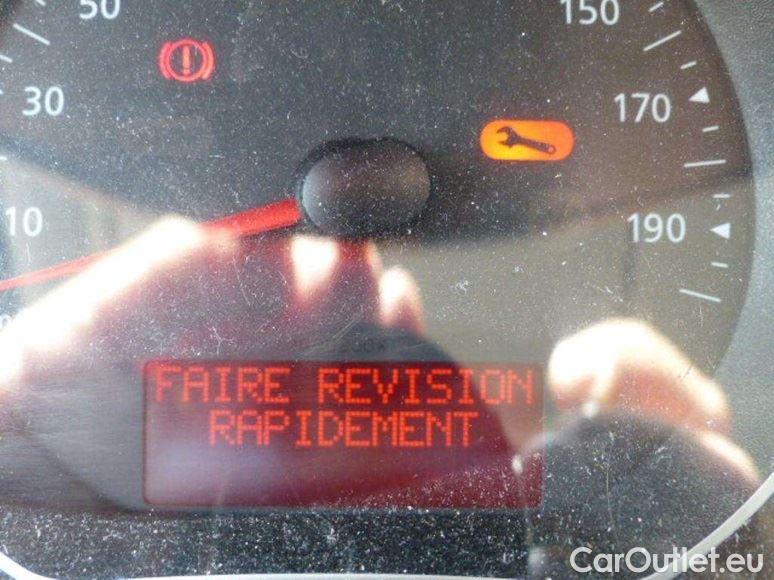 50
150
30
170
10
190
FAIRE REVISION
RAPIDEMENT
CarOutlet.eu